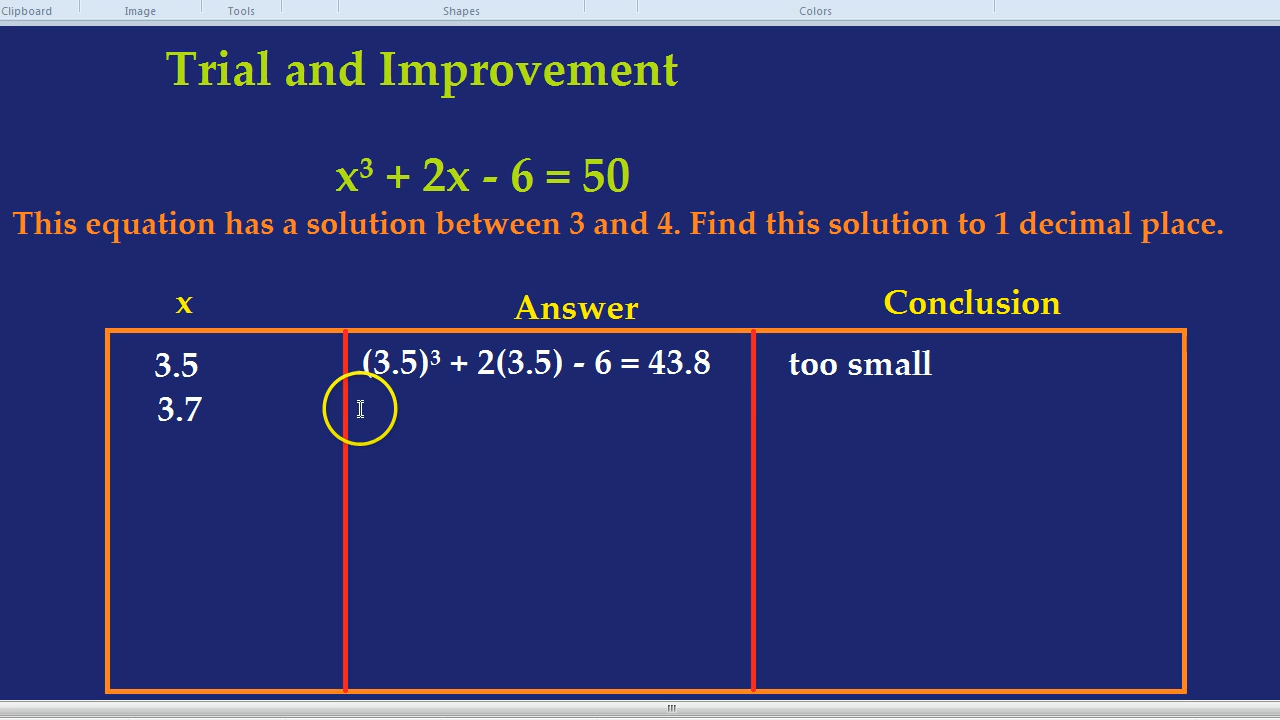 Clipboard Image Tools Shapes Colors
Trial and Improvement
x³ + 2x - 6 = 50
This equation has a solution between 3 and 4. Find this solution to 1 decimal place.
x Answer Conclusion
3.5 (3.5)³ + 2(3.5) - 6 = 43.8 too small
3.7